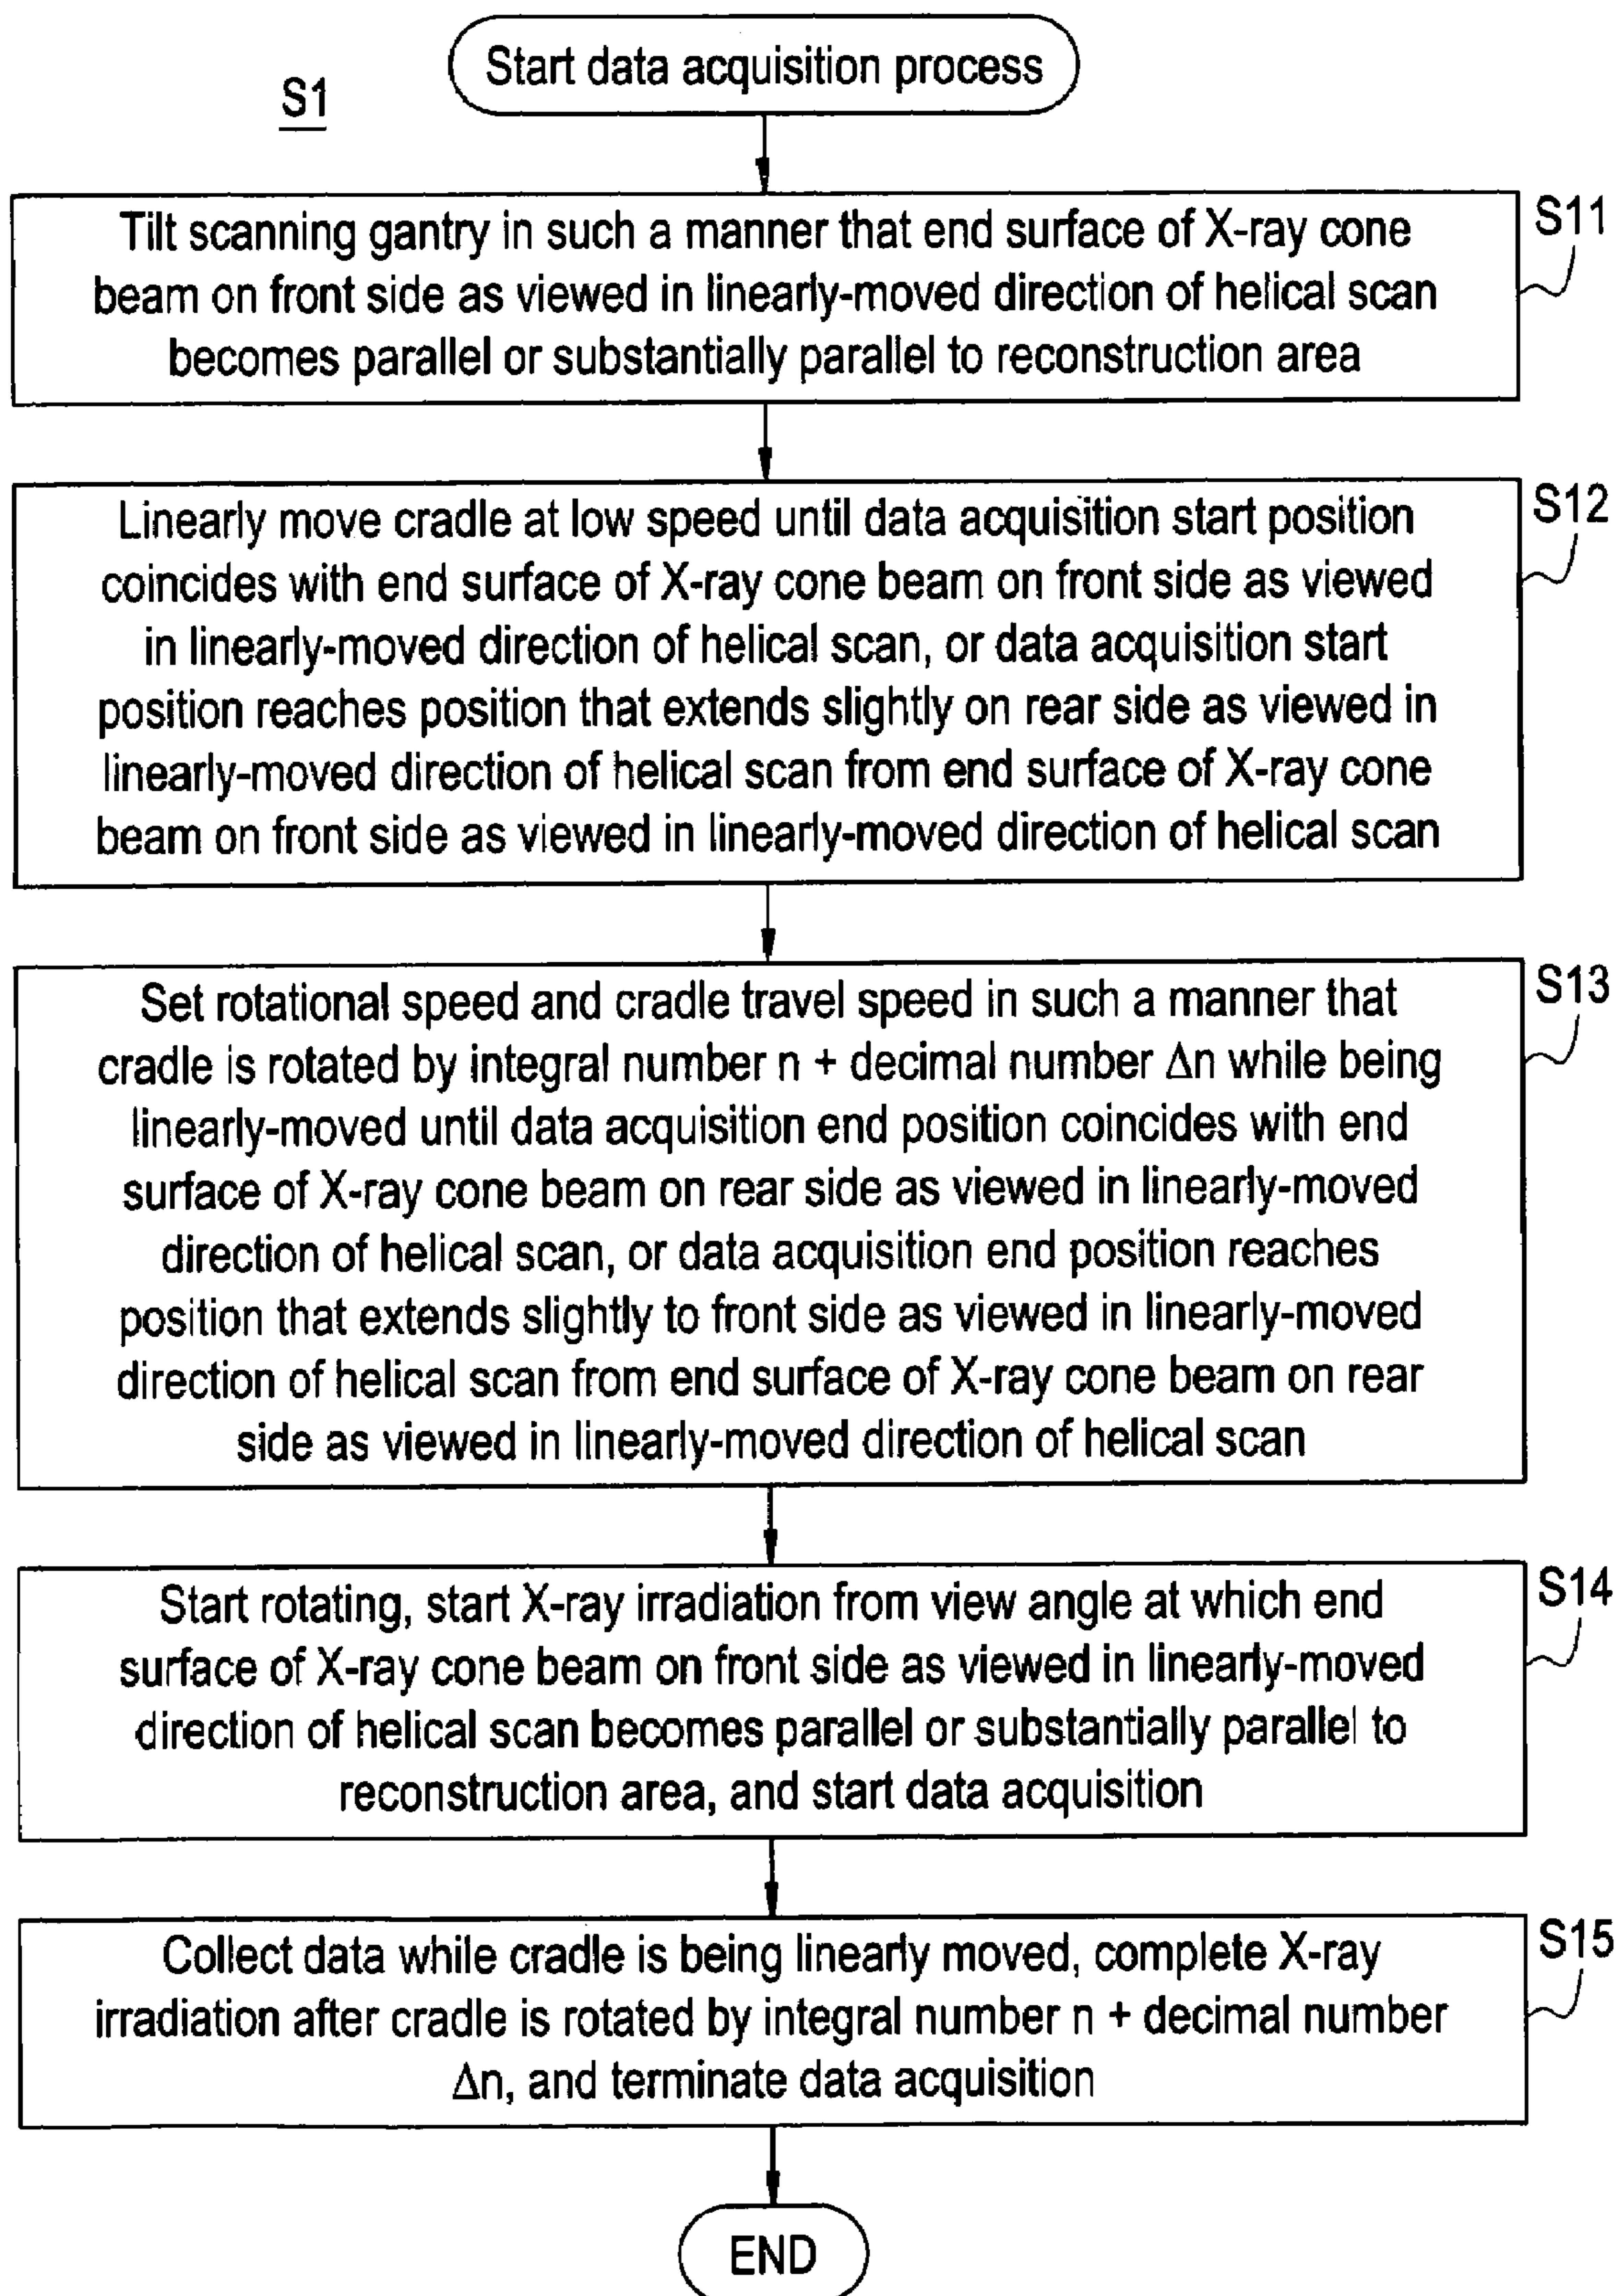 Start data acquisition process
S1
Tilt scanning gantry in such a manner that end surface of X-ray cone
beam on front side as viewed in linearly-moved direction of helical scan
becomes parallel or substantially parallel to reconstruction area
S11
Linearly move cradle at low speed until data acquisition start position
coincides with end surface of X-ray cone beam on front side as viewed
in linearly-moved direction of helical scan, or data acquisition start
position reaches position that extends slightly on rear side as viewed in
linearly-moved direction of helical scan from end surface of X-ray cone
beam on front side as viewed in linearly-moved direction of helical scan
S12
Set rotational speed and cradle travel speed in such a manner that
cradle is rotated by integral number n + decimal number Δn while being
linearly-moved until data acquisition end position coincides with end
surface of X-ray cone beam on rear side as viewed in linearly-moved
direction of helical scan, or data acquisition end position reaches
position that extends slightly to front side as viewed in linearly-moved
direction of helical scan from end surface of X-ray cone beam on rear
side as viewed in linearly-moved direction of helical scan
S13
Start rotating, start X-ray irradiation from view angle at which end
surface of X-ray cone beam on front side as viewed in linearly-moved
direction of helical scan becomes parallel or substantially parallel to
reconstruction area, and start data acquisition
S14
Collect data while cradle is being linearly moved, complete X-ray
irradiation after cradle is rotated by integral number n + decimal number
Δn, and terminate data acquisition
S15
END